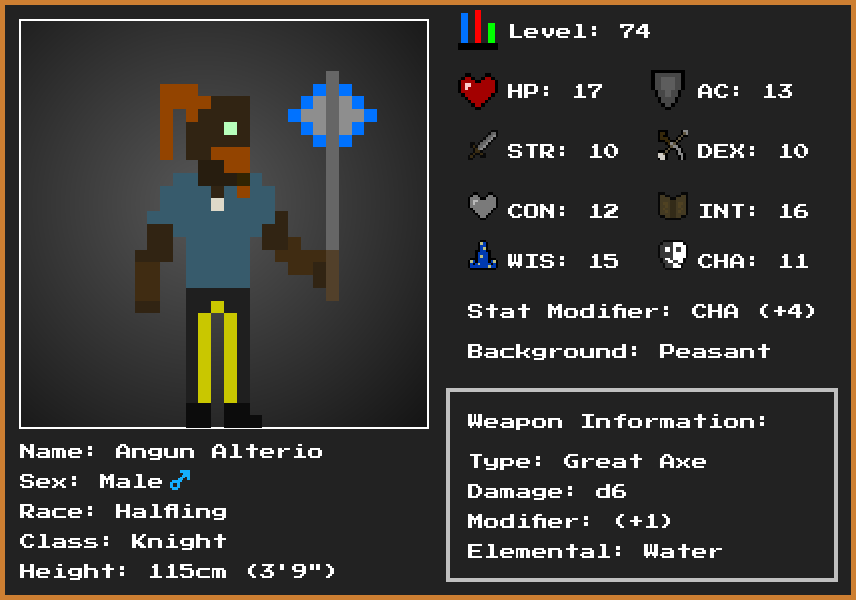 Level: 74
HP: 17
AC: 13
STR: 10
DEX: 10
CON: 12
INT: 16
WIS: 15
CHA: 11
Stat Modifier: CHA (+4)
Background: Peasant
Weapon Information:
Type: Great Axe
Damage: d6
Modifier: (+1)
Elemental: Water
Name: Angun Alterio
Sex: Male♂
Race: Halfling
Class: Knight
Height: 115cm (3'9")